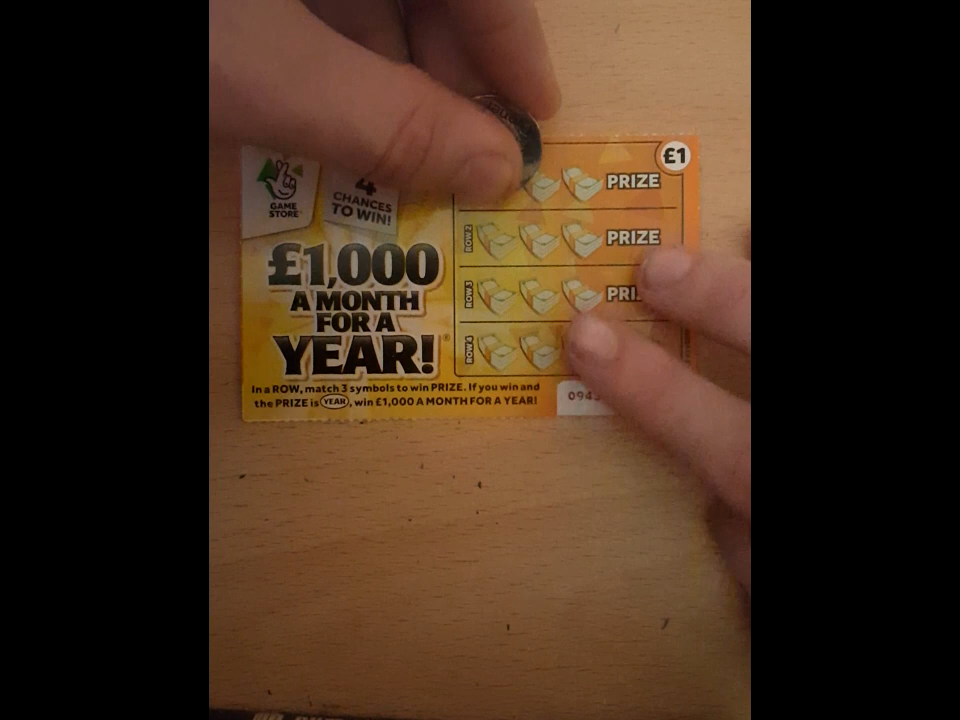 £1
GAME
STORE
4
CHANCES
TO WIN!
£1,000
A MONTH
FOR A
YEAR!
In a ROW, match 3 symbols to win PRIZE. If you win and
the PRIZE is YEAR, win £1,000 A MONTH FOR A YEAR!
PRIZE
ROW 2
PRIZE
ROW 3
ROW 4